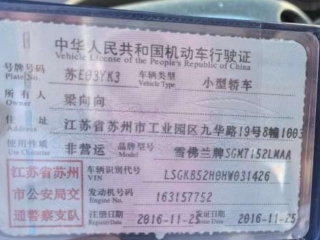 中华人民共和国机动车行驶证
Vehicle License of the People's Republic of China
号牌号码 苏E03YK3 车辆类型 小型轿车
Plate No. Vehicle Type
所有人 梁向向
Owner
住址 江苏省苏州市工业园区九华路19号8幢1003
使用性质 非营运 品牌型号 雪佛兰牌SGM7152LMAA
Use Character
江苏省苏州市公安局交通警察支队
车辆识别代号 LSGKB52H0HW031426
VIN
发动机号码 163157752
Engine No.
注册日期 2016-11-25 发证日期 2016-11-25
Register Date Issue Date